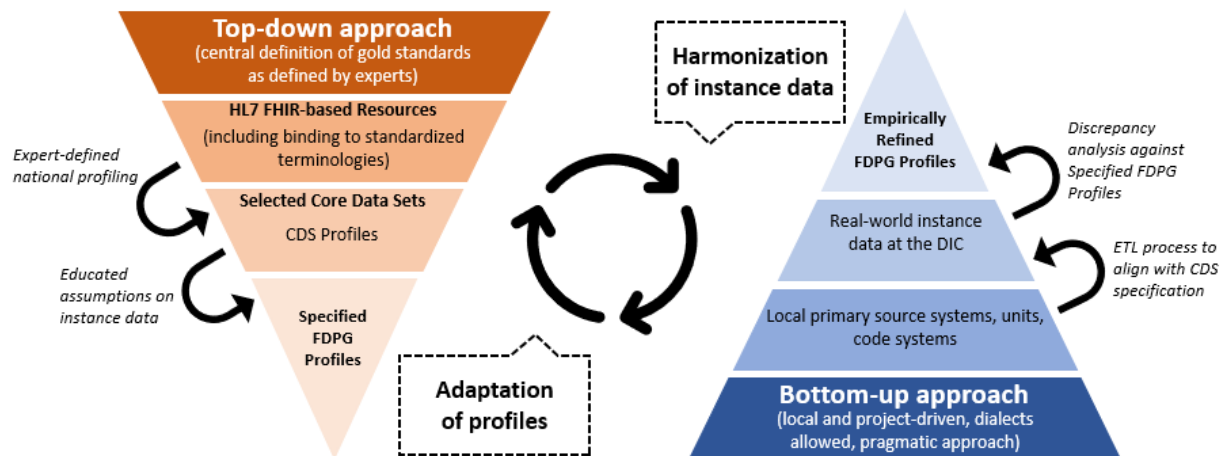 Top-down approach
(central definition of gold standards
as defined by experts)
HL7 FHIR-based Resources
(including binding to standardized
terminologies)
Expert-defined
national profiling
Selected Core Data Sets
CDS Profiles
Educated
assumptions on
instance data
Specified
FDPG
Profiles
Harmonization
of instance data
Adaptation
of profiles
Empirically
Refined
FDPG Profiles
Discrepancy
analysis against
Specified FDPG
Profiles
Real-world instance
data at the DIC
ETL process to
align with CDS
specification
Local primary source systems, units,
code systems
Bottom-up approach
(local and project-driven, dialects
allowed, pragmatic approach)